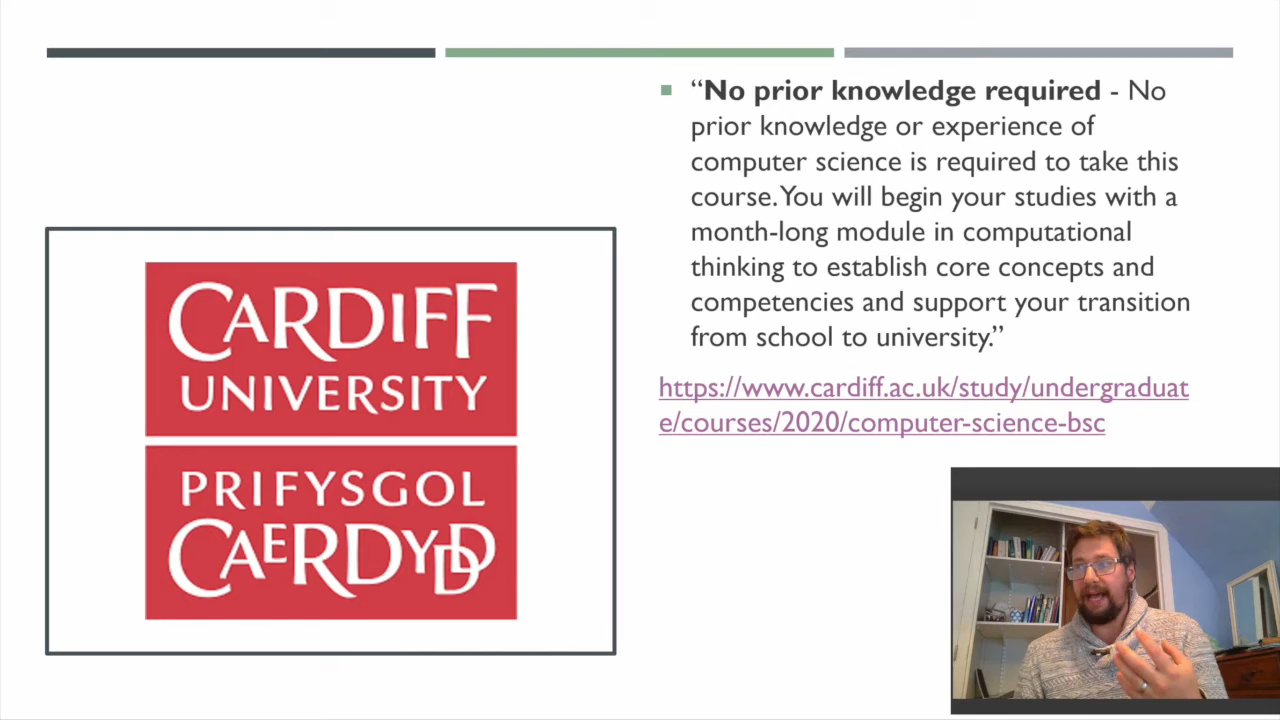 “No prior knowledge required - No
prior knowledge or experience of
computer science is required to take this
course. You will begin your studies with a
month-long module in computational
thinking to establish core concepts and
competencies and support your transition
from school to university.”
https://www.cardiff.ac.uk/study/undergraduat
e/courses/2020/computer-science-bsc
CARDIFF
UNIVERSITY
PRIFYSGOL
CAERDYDD